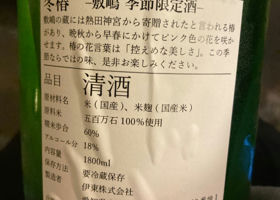 冬椿 –敷嶋 季節限定酒–
敷嶋の蔵には熱田神宮から寄贈されたと言われる椿
があり、晩秋から早春にかけてピンク色の花を咲か
せます。椿の花言葉は「控えめな美しさ」。この季
節ならではの味、是非お楽しみください。
品目 清酒
原材料名 米(国産)、米麹(国産米)
原料米 五百万石100%使用
精米歩合 60%
アルコール分 18%
内容量 1800ml
保存方法 要冷蔵保存
製造者 伊東株式会社